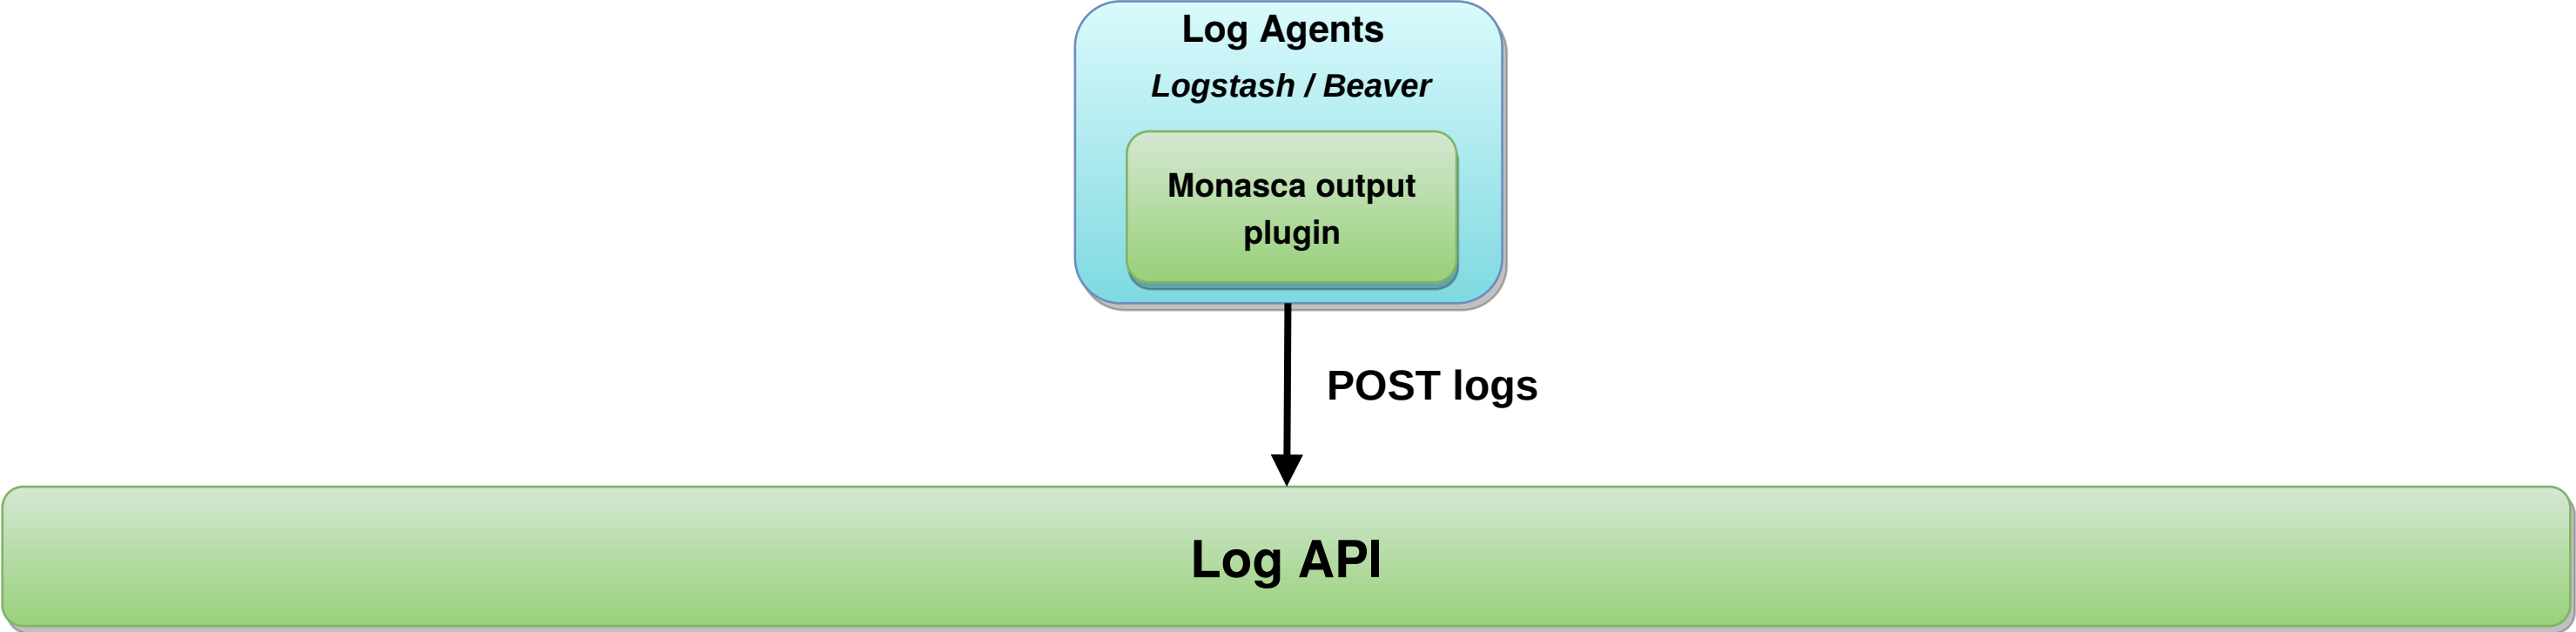 Log Agents
Logstash / Beaver
Monasca output
plugin
POST logs
Log API